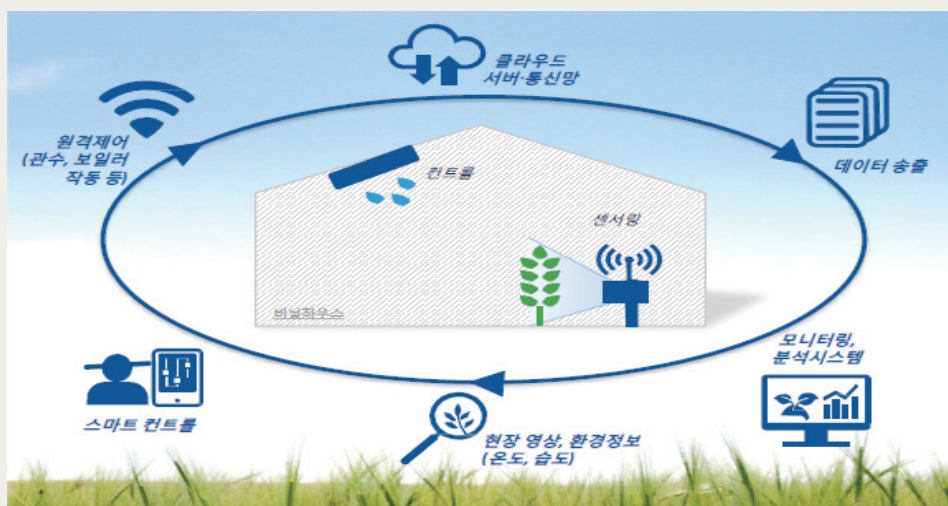 클라우드
서버·통신망
원격제어
(관수, 보일러
작동 등)
데이터 송출
컨트롤
센서링
비닐하우스
모니터링,
분석시스템
스마트 컨트롤
현장 영상, 환경정보
(온도, 습도)